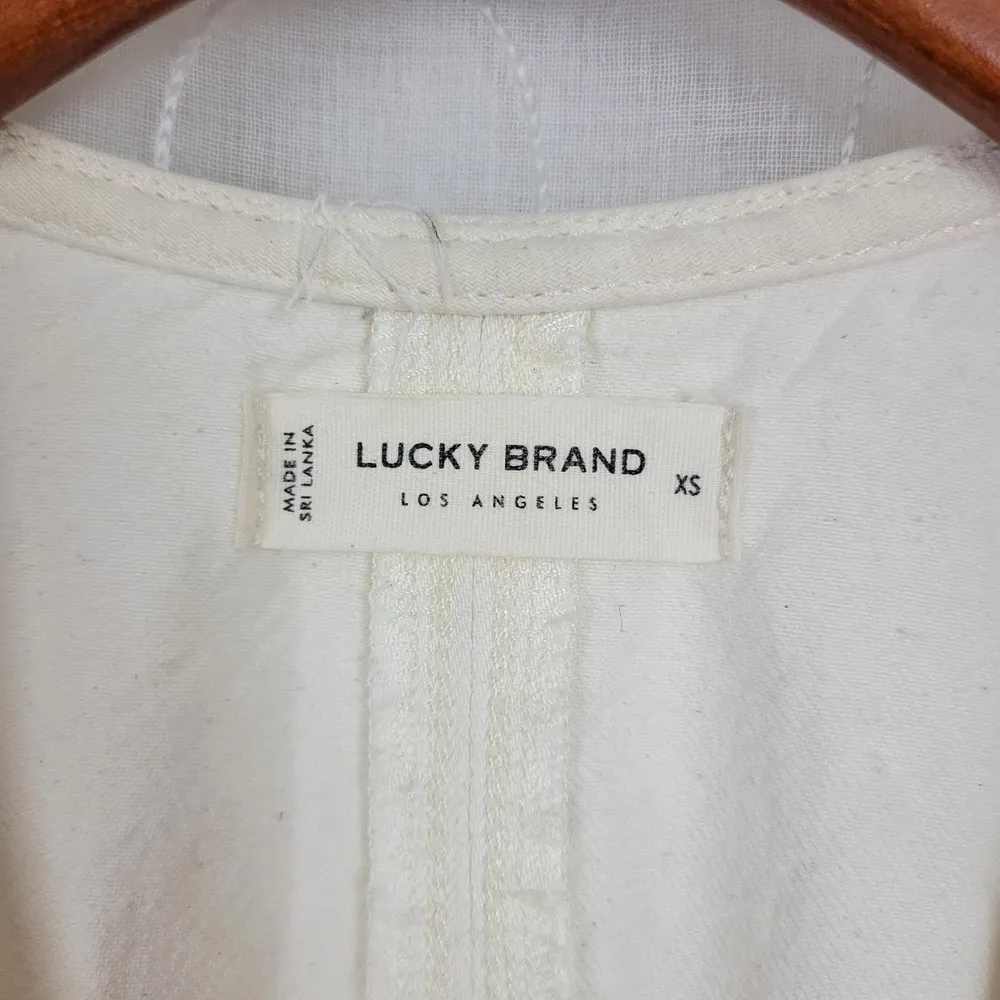 MADE IN
SRI LANKA
LUCKY BRAND
LOS ANGELES
XS